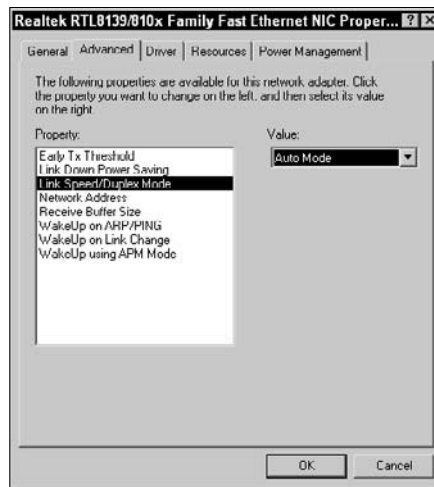 Realtek RTL8139/810x Family Fast Ethernet NIC Proper... ? X
General Advanced Driver Resources Power Management
The following properties are available for this network adapter. Click
the property you want to change on the left, and then select its value
on the right.
Property:
Value:
Early Tx Threshold
Link Down Power Saving
Link Speed/Duplex Mode
Network Address
Receive Buffer Size
WakeUp on ARP/PING
WakeUp on Link Change
WakeUp using APM Mode
Auto Mode
OK Cancel